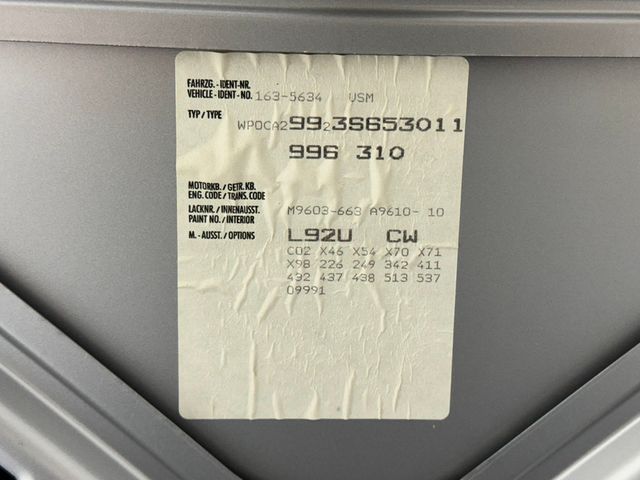 FAHRZG. - IDENT-NR.
VEHICLE - IDENT - NO. 163-5634 USM
TYP / TYPE
WP0CA2993S653011
996 310
MOTORKB. / GETR. KB.
ENG. CODE / TRANS. CODE
LACKNR. / INNENAUSST. M9603-663 A9610- 10
PAINT NO. / INTERIOR
M. - AUSST. / OPTIONS L92U CW
C02 X46 X54 X70 X71
X98 226 249 342 411
432 437 438 513 537
09991